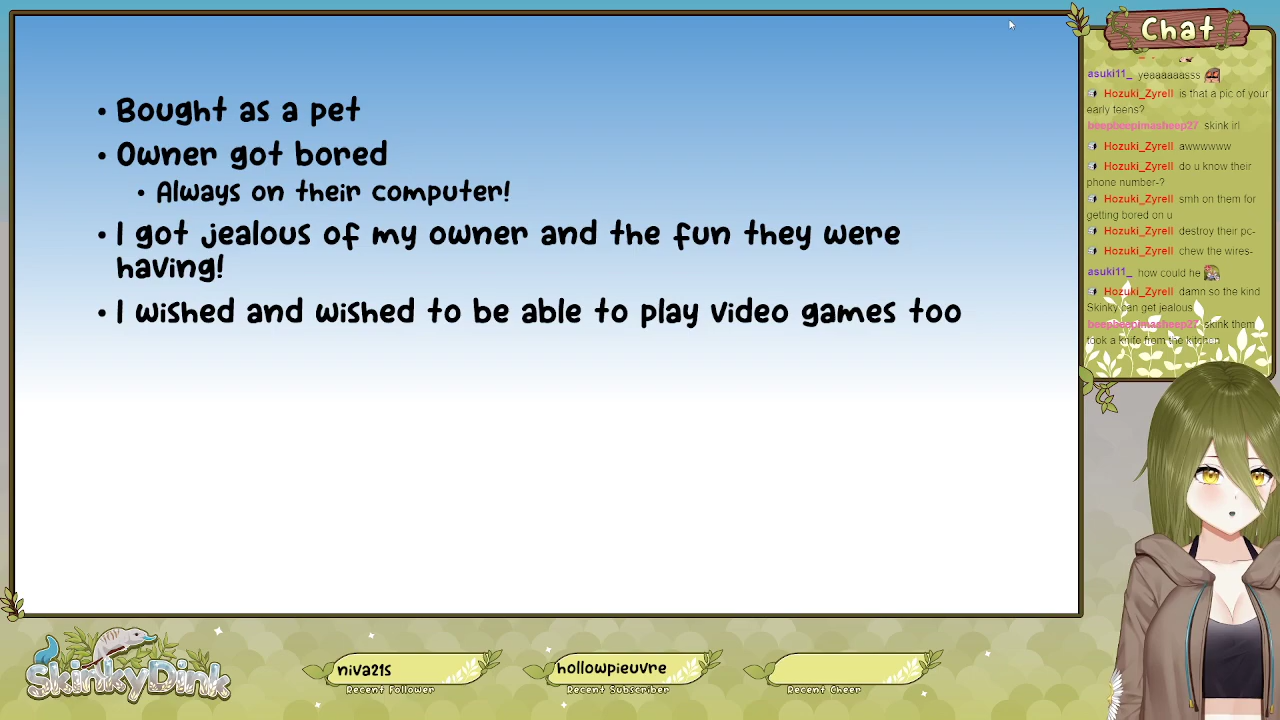 • Bought as a pet
• Owner got bored
• Always on their computer!
• I got jealous of my owner and the fun they were
having!
• I wished and wished to be able to play video games too
Chat
asuki11_ yeaaaaaasss
Hozuki_Zyrell is that a pic of your
early teens?
beepbeepimasheep27 skink irl
Hozuki_Zyrell awwwwww
Hozuki_Zyrell do u know their
phone number-?
Hozuki_Zyrell smh on them for
getting bored on u
Hozuki_Zyrell destroy their pc-
Hozuki_Zyrell chew the wires-
asuki11_ how could he
Hozuki_Zyrell damn so the kind
Skinky can get jealous
beepbeepimasheep27 skink them
took a knife from the kitchen
SkinkyDink
niva21s
Recent Follower
hollowpieuvre
Recent Subscriber
Recent Cheer